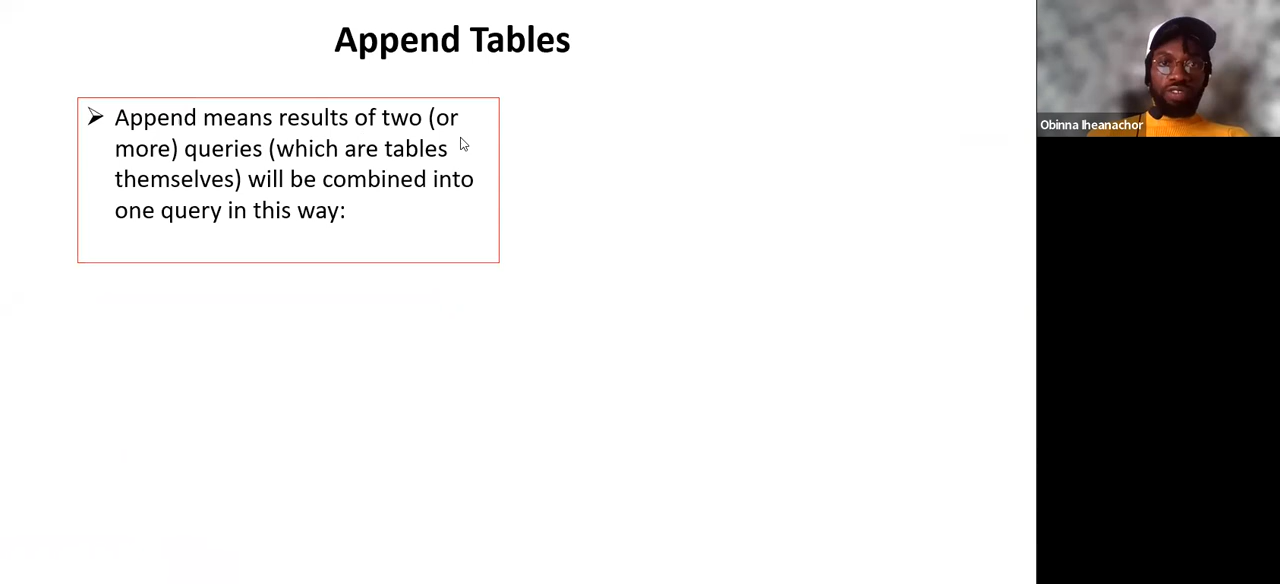 Append Tables
➢ Append means results of two (or
more) queries (which are tables
themselves) will be combined into
one query in this way:
Obinna Iheanachor